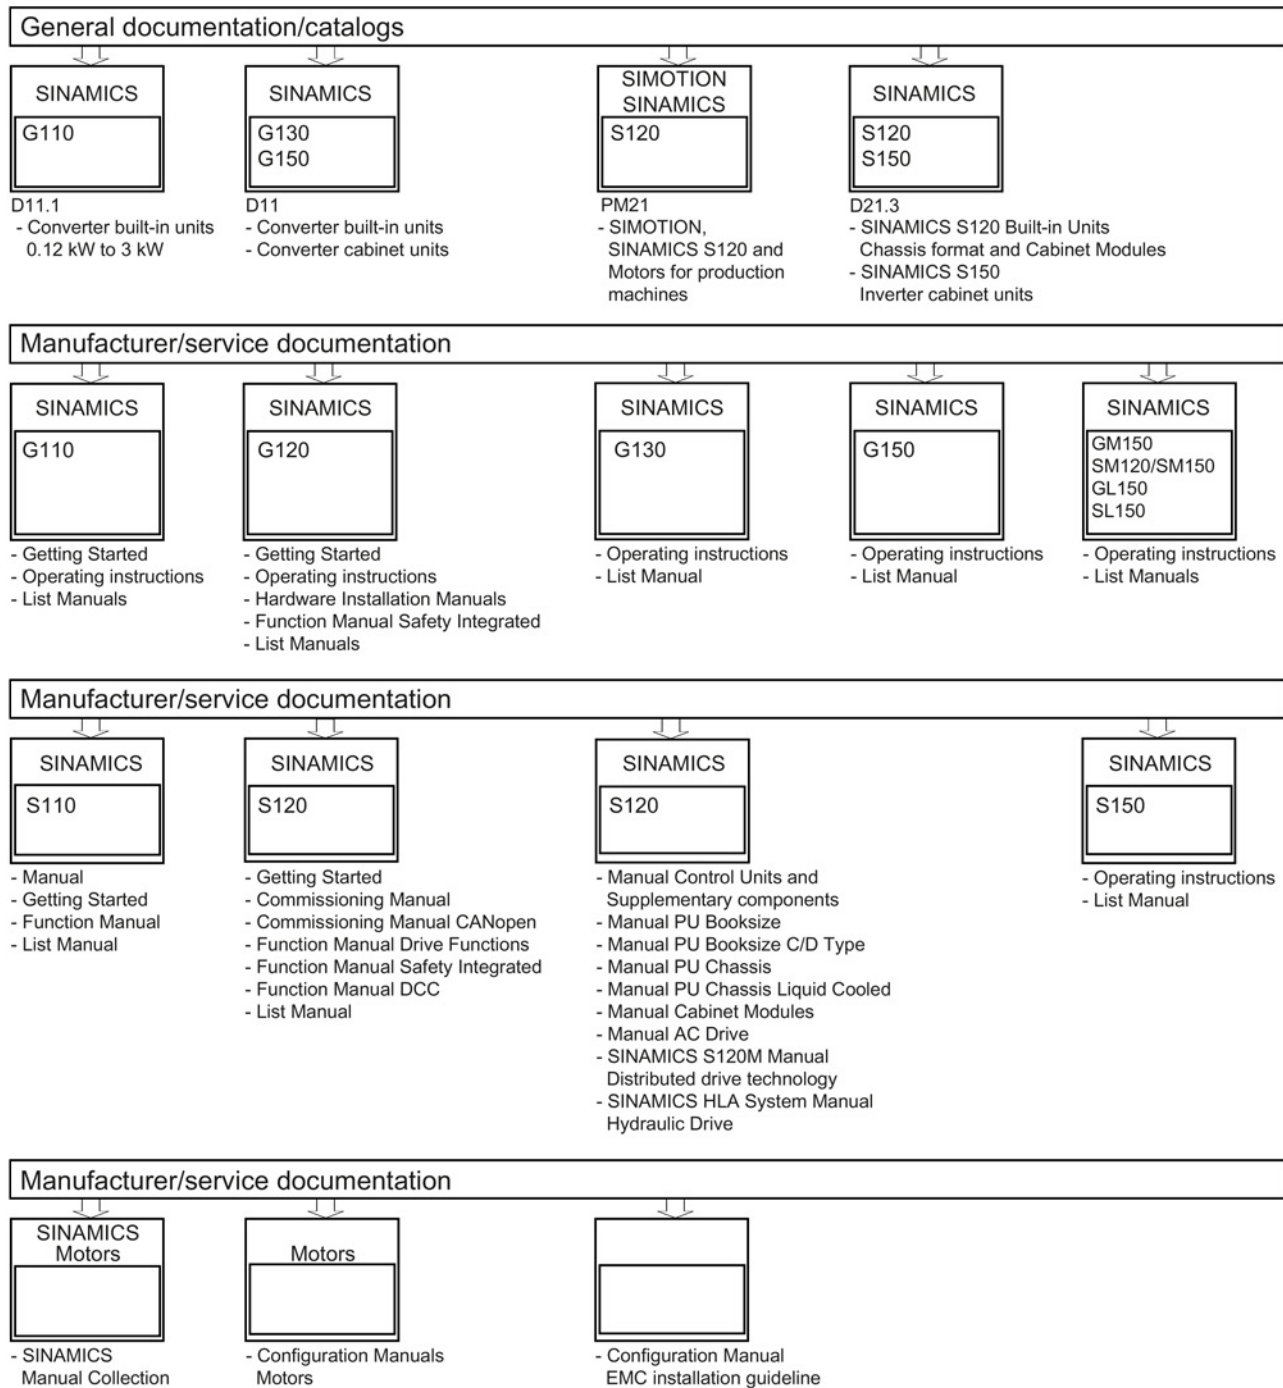 General documentation/catalogs
SINAMICS
G110
D11.1
- Converter built-in units
0.12 kW to 3 kW
SINAMICS
G130
G150
D11
- Converter built-in units
- Converter cabinet units
SIMOTION
SINAMICS
S120
PM21
- SIMOTION,
SINAMICS S120 and
Motors for production
machines
SINAMICS
S120
S150
D21.3
- SINAMICS S120 Built-in Units
Chassis format and Cabinet Modules
- SINAMICS S150
Inverter cabinet units
Manufacturer/service documentation
SINAMICS
G110
- Getting Started
- Operating instructions
- List Manuals
SINAMICS
G120
- Getting Started
- Operating instructions
- Hardware Installation Manuals
- Function Manual Safety Integrated
- List Manuals
SINAMICS
G130
- Operating instructions
- List Manual
SINAMICS
G150
- Operating instructions
- List Manual
SINAMICS
GM150
SM120/SM150
GL150
SL150
- Operating instructions
- List Manuals
Manufacturer/service documentation
SINAMICS
S110
- Manual
- Getting Started
- Function Manual
- List Manual
SINAMICS
S120
- Getting Started
- Commissioning Manual
- Commissioning Manual CANopen
- Function Manual Drive Functions
- Function Manual Safety Integrated
- Function Manual DCC
- List Manual
SINAMICS
S120
- Manual Control Units and
Supplementary components
- Manual PU Booksize
- Manual PU Booksize C/D Type
- Manual PU Chassis
- Manual PU Chassis Liquid Cooled
- Manual Cabinet Modules
- Manual AC Drive
- SINAMICS S120M Manual
Distributed drive technology
- SINAMICS HLA System Manual
Hydraulic Drive
SINAMICS
S150
- Operating instructions
- List Manual
Manufacturer/service documentation
SINAMICS
Motors
- SINAMICS
Manual Collection
Motors
- Configuration Manuals
Motors
- Configuration Manual
EMC installation guideline